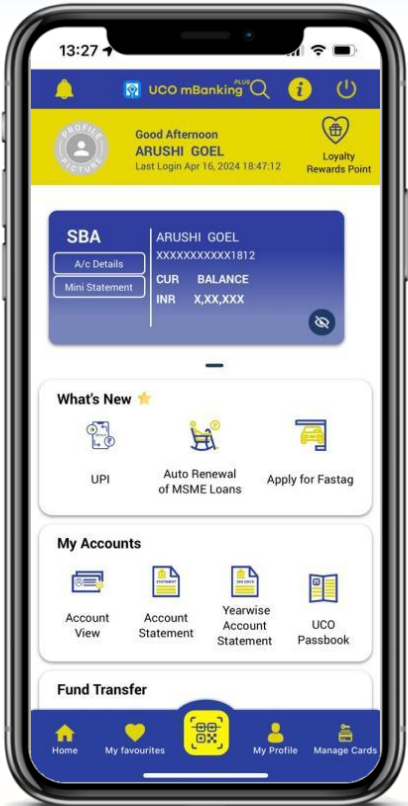 13:27
UCO mBanking PLUS
i
PROFILE
PICTURE
Good Afternoon
ARUSHI GOEL
Last Login Apr 16, 2024 18:47:12
Loyalty
Rewards Point
SBA
A/c Details
Mini Statement
ARUSHI GOEL
XXXXXXXXXXX1812
CUR BALANCE
INR X,XX,XXX
What's New
UPI
Auto Renewal
of MSME Loans
Apply for Fastag
My Accounts
Account
View
STATEMENT
Account
Statement
Yearwise
Account
Statement
UCO
Passbook
Fund Transfer
Home
My favourites
My Profile
Manage Cards